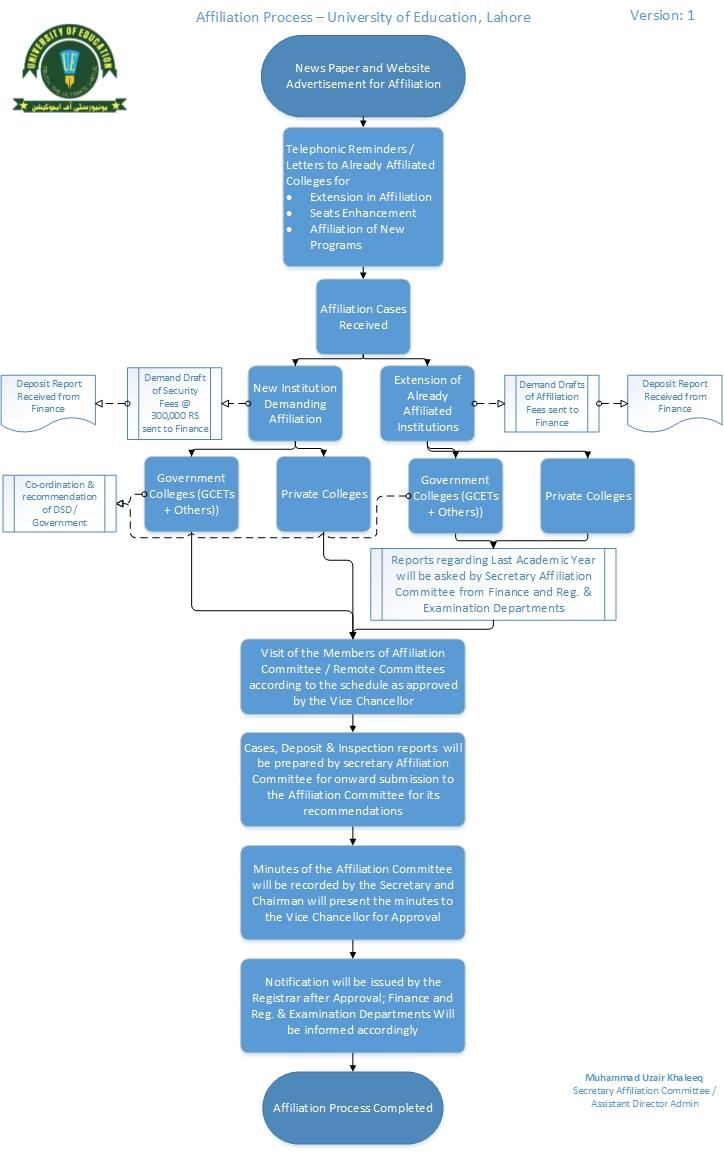 Affiliation Process – University of Education, Lahore
Version: 1
UNIVERSITY OF EDUCATION
UE
یونیورسٹی آف ایجوکیشن
News Paper and Website
Advertisement for Affiliation
Telephonic Reminders /
Letters to Already Affiliated
Colleges for
• Extension in Affiliation
• Seats Enhancement
• Affiliation of New
Programs
Affiliation Cases
Received
Deposit Report
Received from
Finance
Demand Draft
of Security
Fees @
300,000 RS
sent to Finance
New Institution
Demanding
Affiliation
Extension of
Already
Affiliated
Institutions
Demand Drafts
of Affiliation
Fees sent to
Finance
Deposit Report
Received from
Finance
Co-ordination &
recommendation
of DSD /
Government
Government
Colleges (GCETs
+ Others))
Private Colleges
Government
Colleges (GCETs
+ Others))
Private Colleges
Reports regarding Last Academic Year
will be asked by Secretary Affiliation
Committee from Finance and Reg. &
Examination Departments
Visit of the Members of Affiliation
Committee / Remote Committees
according to the schedule as approved
by the Vice Chancellor
Cases, Deposit & Inspection reports will
be prepared by secretary Affiliation
Committee for onward submission to
the Affiliation Committee for its
recommendations
Minutes of the Affiliation Committee
will be recorded by the Secretary and
Chairman will present the minutes to
the Vice Chancellor for Approval
Notification will be issued by the
Registrar after Approval; Finance and
Reg. & Examination Departments Will
be informed accordingly
Affiliation Process Completed
Muhammad Uzair Khaleeq
Secretary Affiliation Committee /
Assistant Director Admin